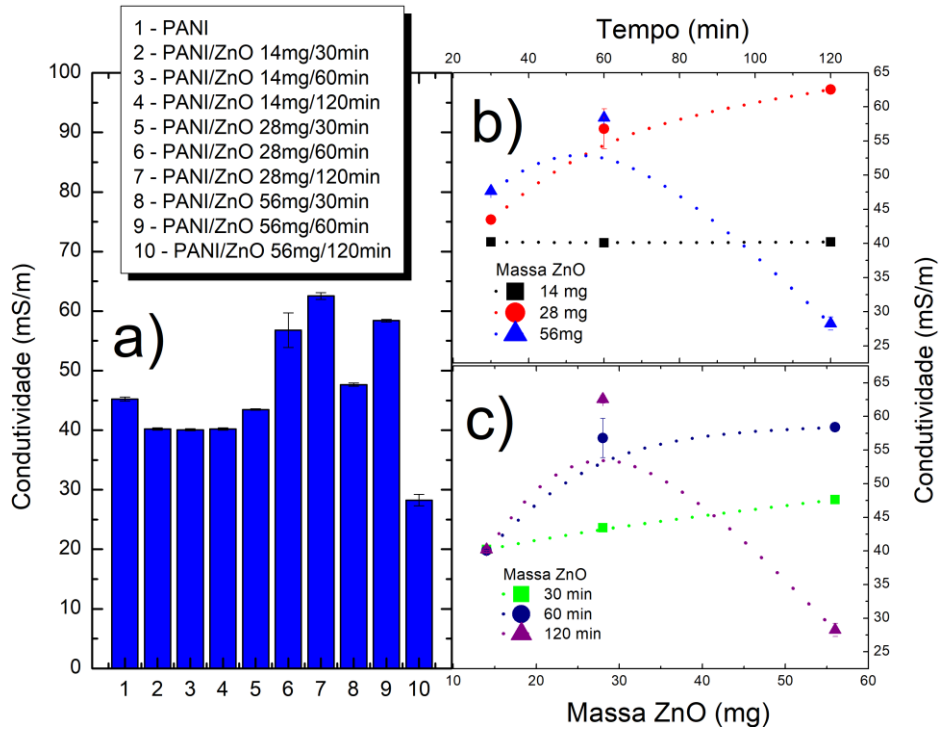 1 - PANI
2 - PANI/ZnO 14mg/30min
3 - PANI/ZnO 14mg/60min
4 - PANI/ZnO 14mg/120min
5 - PANI/ZnO 28mg/30min
6 - PANI/ZnO 28mg/60min
7 - PANI/ZnO 28mg/120min
8 - PANI/ZnO 56mg/30min
9 - PANI/ZnO 56mg/60min
10 - PANI/ZnO 56mg/120min
a)
Condutividade (mS/m)
100
90
80
70
60
50
40
30
20
10
0
1 2 3 4 5 6 7 8 9 10
Tempo (min)
20 40 60 80 100 120
b)
Massa ZnO
14 mg
28 mg
56mg
65
60
55
50
45
40
35
30
25
Condutividade (mS/m)
c)
Massa ZnO
30 min
60 min
120 min
65
60
55
50
45
40
35
30
25
10 20 30 40 50 60
Massa ZnO (mg)